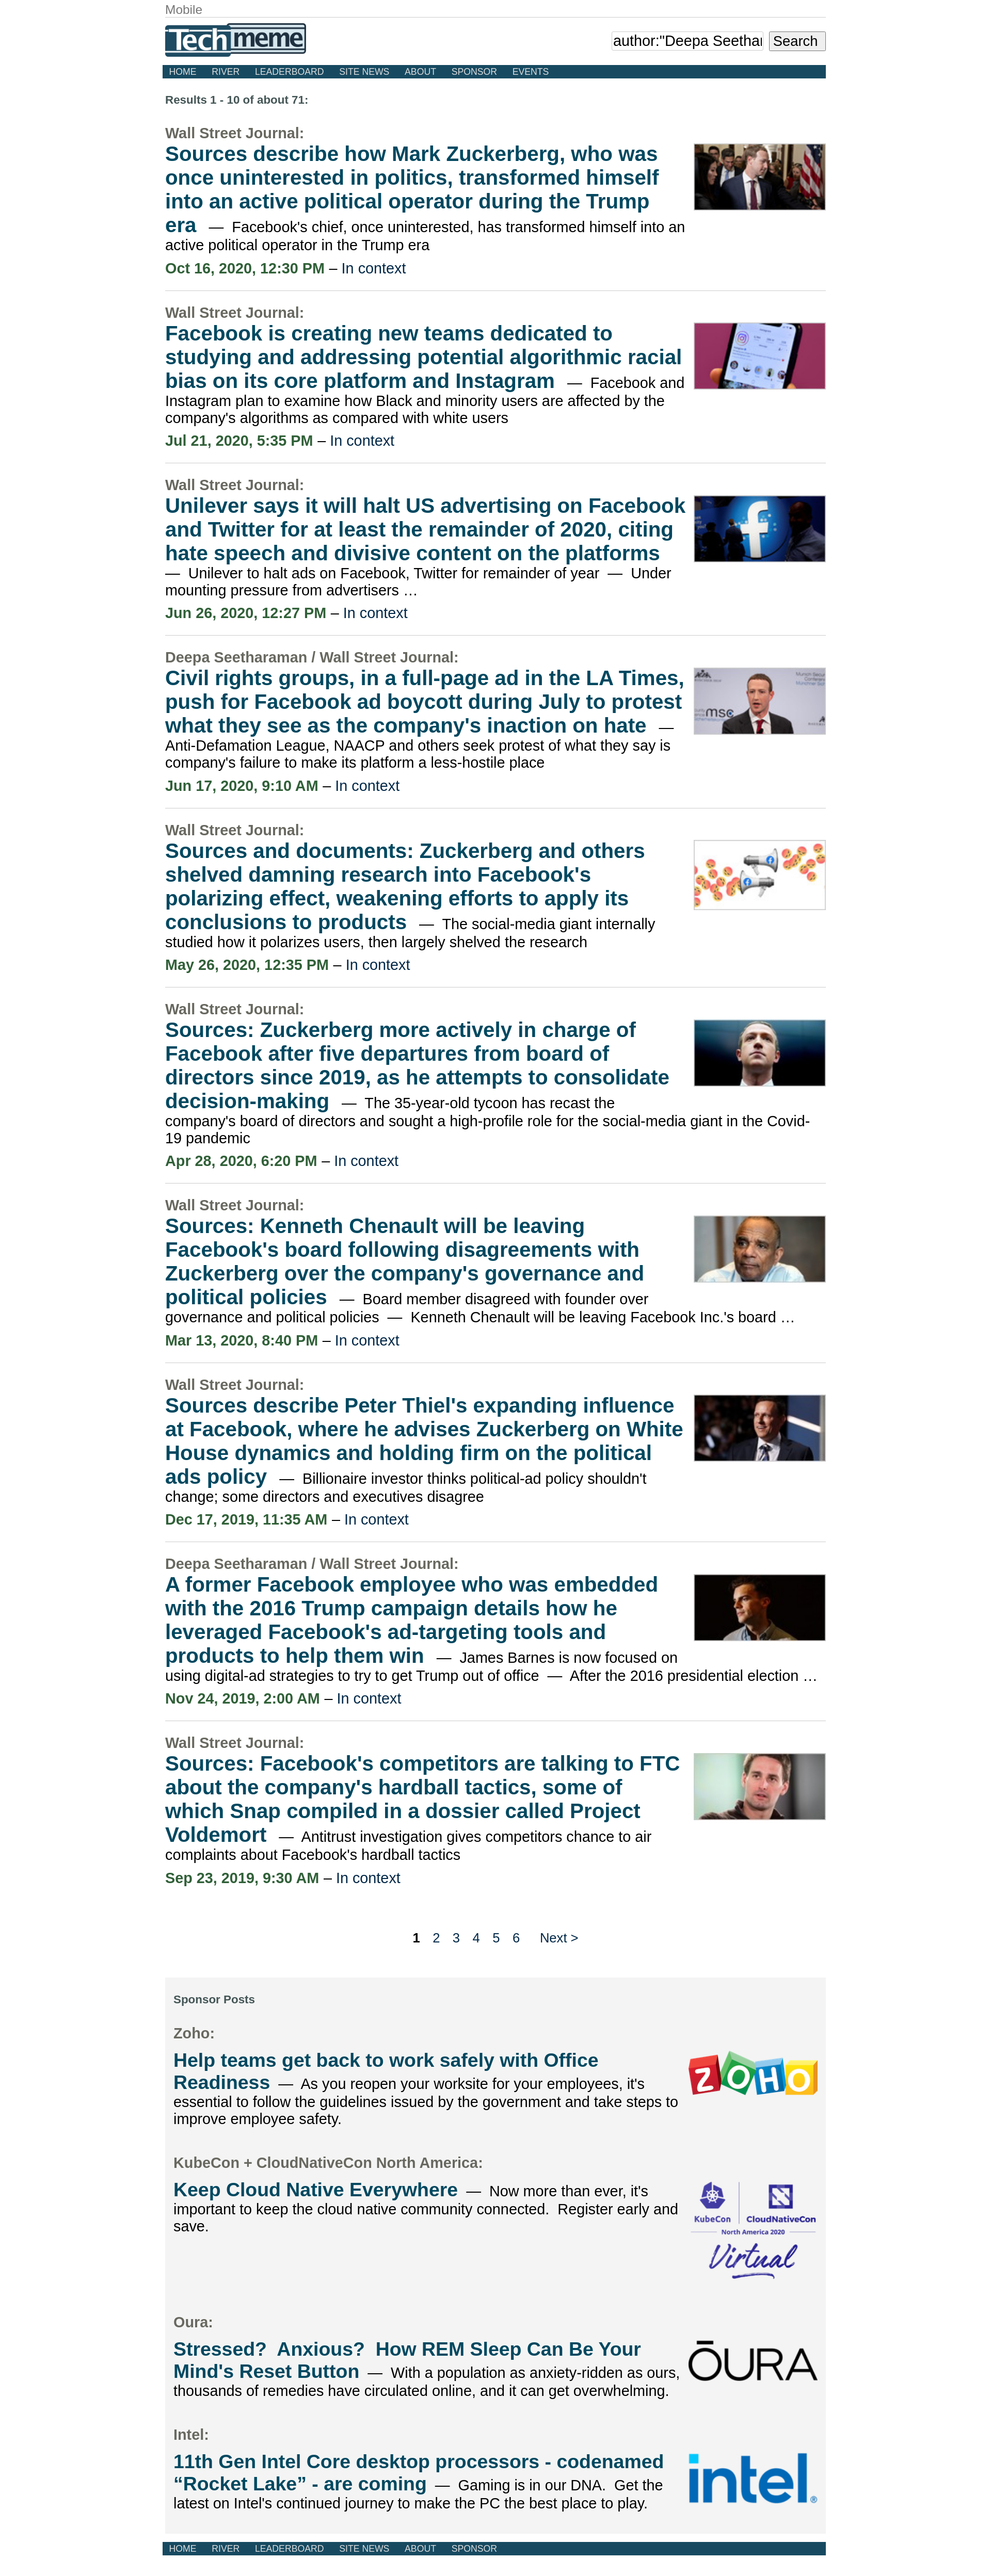 Mobile
Techmeme
author:"Deepa Seethar
Search
HOME RIVER LEADERBOARD SITE NEWS ABOUT SPONSOR EVENTS
Results 1 - 10 of about 71:
Wall Street Journal:
Sources describe how Mark Zuckerberg, who was
once uninterested in politics, transformed himself
into an active political operator during the Trump
era — Facebook's chief, once uninterested, has transformed himself into an
active political operator in the Trump era
Oct 16, 2020, 12:30 PM – In context
Wall Street Journal:
Facebook is creating new teams dedicated to
studying and addressing potential algorithmic racial
bias on its core platform and Instagram — Facebook and
Instagram plan to examine how Black and minority users are affected by the
company's algorithms as compared with white users
Jul 21, 2020, 5:35 PM – In context
Wall Street Journal:
Unilever says it will halt US advertising on Facebook
and Twitter for at least the remainder of 2020, citing
hate speech and divisive content on the platforms
— Unilever to halt ads on Facebook, Twitter for remainder of year — Under
mounting pressure from advertisers …
Jun 26, 2020, 12:27 PM – In context
Deepa Seetharaman / Wall Street Journal:
Civil rights groups, in a full-page ad in the LA Times,
push for Facebook ad boycott during July to protest
what they see as the company's inaction on hate —
Anti-Defamation League, NAACP and others seek protest of what they say is
company's failure to make its platform a less-hostile place
msc
Jun 17, 2020, 9:10 AM – In context
Wall Street Journal:
Sources and documents: Zuckerberg and others
shelved damning research into Facebook's
polarizing effect, weakening efforts to apply its
conclusions to products — The social-media giant internally
studied how it polarizes users, then largely shelved the research
May 26, 2020, 12:35 PM – In context
Wall Street Journal:
Sources: Zuckerberg more actively in charge of
Facebook after five departures from board of
directors since 2019, as he attempts to consolidate
decision-making — The 35-year-old tycoon has recast the
company's board of directors and sought a high-profile role for the social-media giant in the Covid-
19 pandemic
Apr 28, 2020, 6:20 PM – In context
Wall Street Journal:
Sources: Kenneth Chenault will be leaving
Facebook's board following disagreements with
Zuckerberg over the company's governance and
political policies — Board member disagreed with founder over
governance and political policies — Kenneth Chenault will be leaving Facebook Inc.'s board …
Mar 13, 2020, 8:40 PM – In context
Wall Street Journal:
Sources describe Peter Thiel's expanding influence
at Facebook, where he advises Zuckerberg on White
House dynamics and holding firm on the political
ads policy — Billionaire investor thinks political-ad policy shouldn't
change; some directors and executives disagree
Dec 17, 2019, 11:35 AM – In context
Deepa Seetharaman / Wall Street Journal:
A former Facebook employee who was embedded
with the 2016 Trump campaign details how he
leveraged Facebook's ad-targeting tools and
products to help them win — James Barnes is now focused on
using digital-ad strategies to try to get Trump out of office — After the 2016 presidential election …
Nov 24, 2019, 2:00 AM – In context
Wall Street Journal:
Sources: Facebook's competitors are talking to FTC
about the company's hardball tactics, some of
which Snap compiled in a dossier called Project
Voldemort — Antitrust investigation gives competitors chance to air
complaints about Facebook's hardball tactics
Sep 23, 2019, 9:30 AM – In context
1 2 3 4 5 6 Next >
Sponsor Posts
Zoho:
Help teams get back to work safely with Office
Readiness — As you reopen your worksite for your employees, it's
essential to follow the guidelines issued by the government and take steps to
improve employee safety.
ZOHO
KubeCon + CloudNativeCon North America:
Keep Cloud Native Everywhere — Now more than ever, it's
important to keep the cloud native community connected. Register early and
save.
KubeCon CloudNativeCon
North America 2020
Virtual
Oura:
Stressed? Anxious? How REM Sleep Can Be Your
Mind's Reset Button — With a population as anxiety-ridden as ours,
thousands of remedies have circulated online, and it can get overwhelming.
ŌURA
Intel:
11th Gen Intel Core desktop processors - codenamed
“Rocket Lake” - are coming — Gaming is in our DNA. Get the
latest on Intel's continued journey to make the PC the best place to play.
intel®
HOME RIVER LEADERBOARD SITE NEWS ABOUT SPONSOR